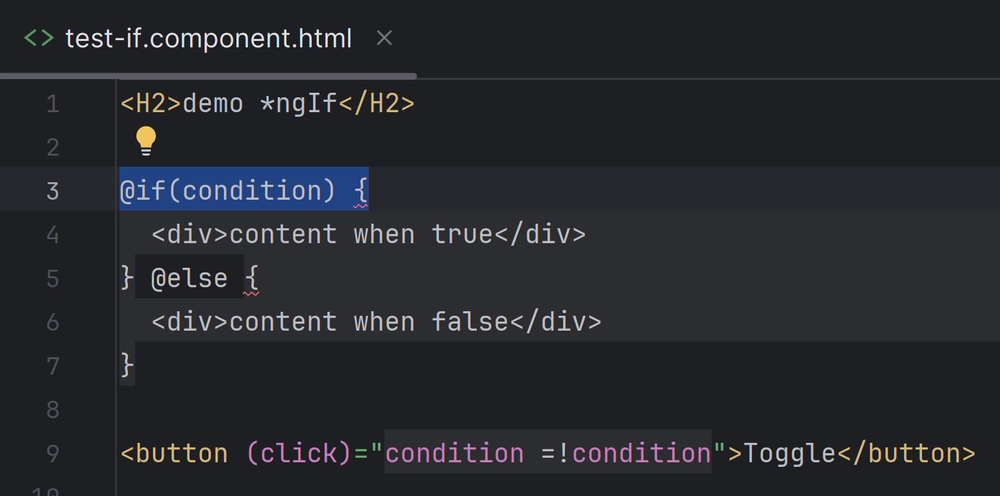 test-if.component.html
1 <H2>demo *ngIf</H2>
2
3 @if(condition) {
4   <div>content when true</div>
5 } @else {
6   <div>content when false</div>
7 }
8
9 <button (click)="condition =!condition">Toggle</button>
10